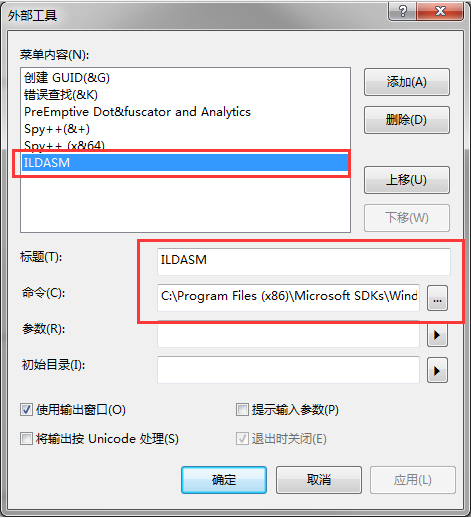 外部工具
菜单内容(N):
创建 GUID(&G)
错误查找(&K)
PreEmptive Dot&fuscator and Analytics
Spy++(&+)
Spy++ (x&64)
ILDASM
添加(A)
删除(D)
上移(U)
下移(W)
标题(T):
ILDASM
命令(C):
C:\Program Files (x86)\Microsoft SDKs\Wind
...
参数(R):
初始目录(I):
使用输出窗口(O)
提示输入参数(P)
将输出按 Unicode 处理(S)
退出时关闭(E)
确定
取消
应用(L)